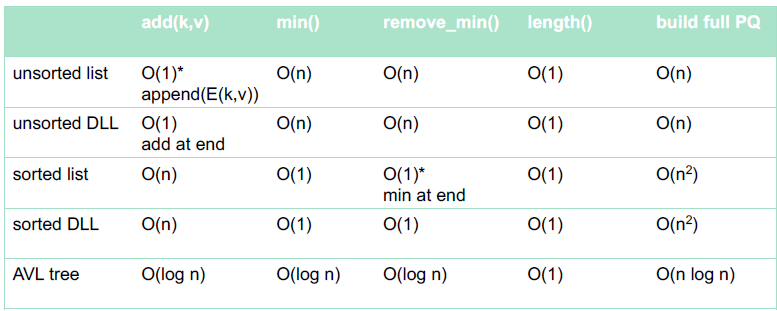 add(k,v) min() remove_min() length() build full PQ
unsorted list O(1)* O(n) O(n) O(1) O(n)
append(E(k,v))
unsorted DLL O(1) O(n) O(n) O(1) O(n)
add at end
sorted list O(n) O(1) O(1)* O(1) O(n²)
min at end
sorted DLL O(n) O(1) O(1) O(1) O(n²)
AVL tree O(log n) O(log n) O(log n) O(1) O(n log n)